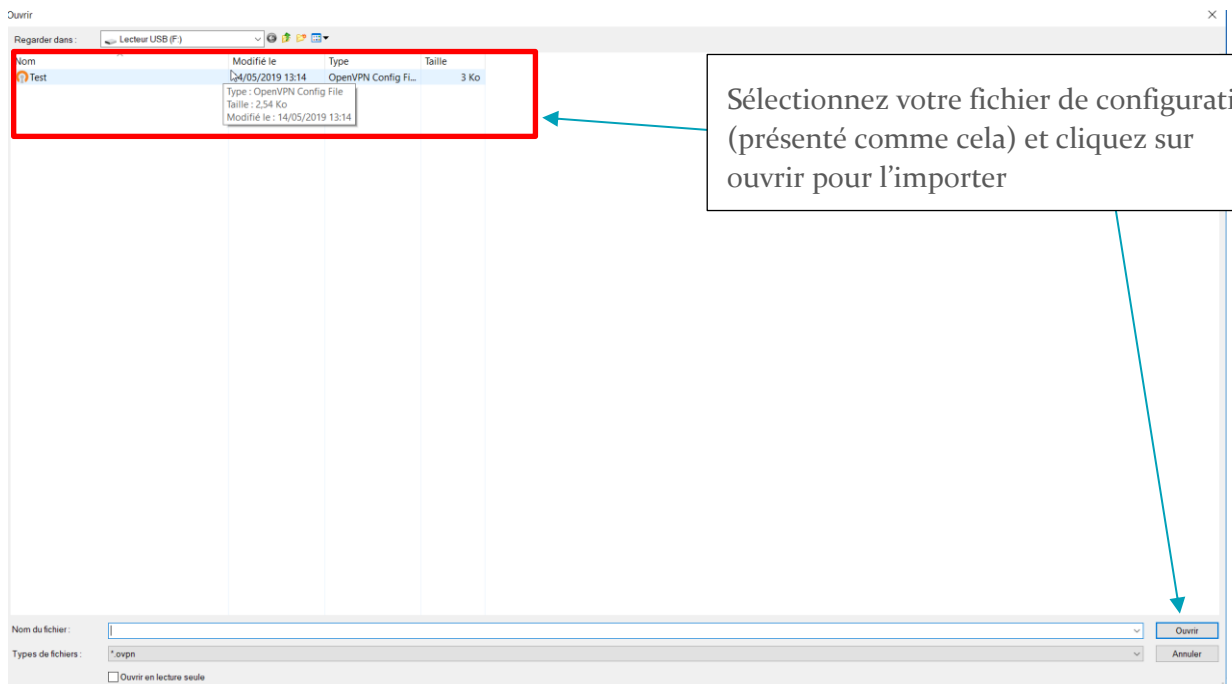 Ouvrir
Regarder dans : Lecteur USB (F:)
Nom Modifié le Type Taille
Test 14/05/2019 13:14 OpenVPN Config Fi... 3 Ko
Type : OpenVPN Config File
Taille : 2,54 Ko
Modifié le : 14/05/2019 13:14
Sélectionnez votre fichier de configurati
(présenté comme cela) et cliquez sur
ouvrir pour l’importer
Nom du fichier : Ouvrir
Types de fichiers : *.ovpn Annuler
Ouvrir en lecture seule